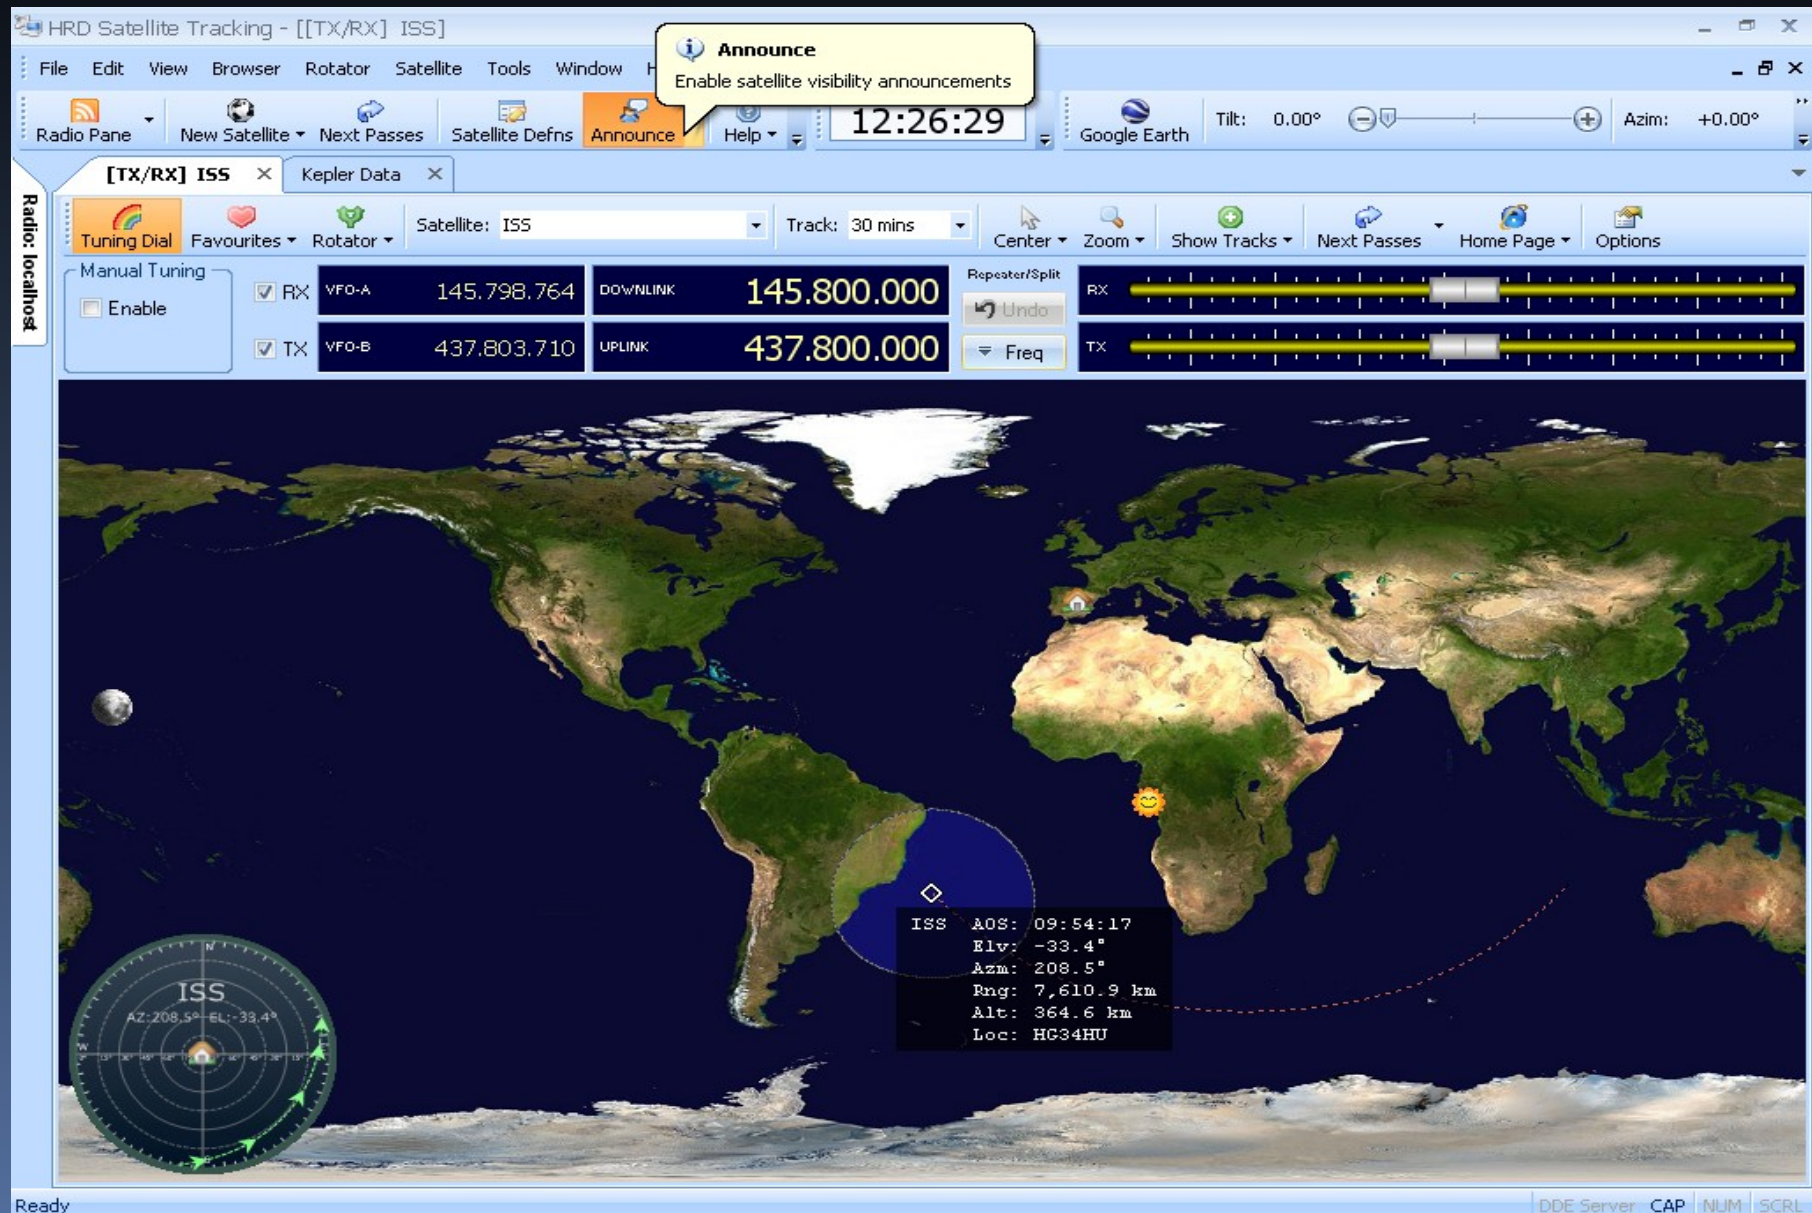 HRD Satellite Tracking - [[TX/RX] ISS]
Announce
Enable satellite visibility announcements
File Edit View Browser Rotator Satellite Tools Window H
Radio Pane New Satellite Next Passes Satellite Defns Announce Help 12:26:29 Google Earth Tilt: 0.00° Azim: +0.00°
[TX/RX] ISS Kepler Data
Radio: localhost
Tuning Dial Favourites Rotator Satellite: ISS Track: 30 mins Center Zoom Show Tracks Next Passes Home Page Options
Manual Tuning
Enable
RX VFO-A 145.798.764 DOWNLINK 145.800.000 Repeater/Split Undo RX
TX VFO-B 437.803.710 UPLINK 437.800.000 Freq TX
ISS AOS: 09:54:17
Elv: -33.4°
Azm: 208.5°
Rng: 7,610.9 km
Alt: 364.6 km
Loc: HG34HU
N
ISS
AZ:208.5° EL:-33.4°
W
Ready DDE Server CAP NUM SCRL